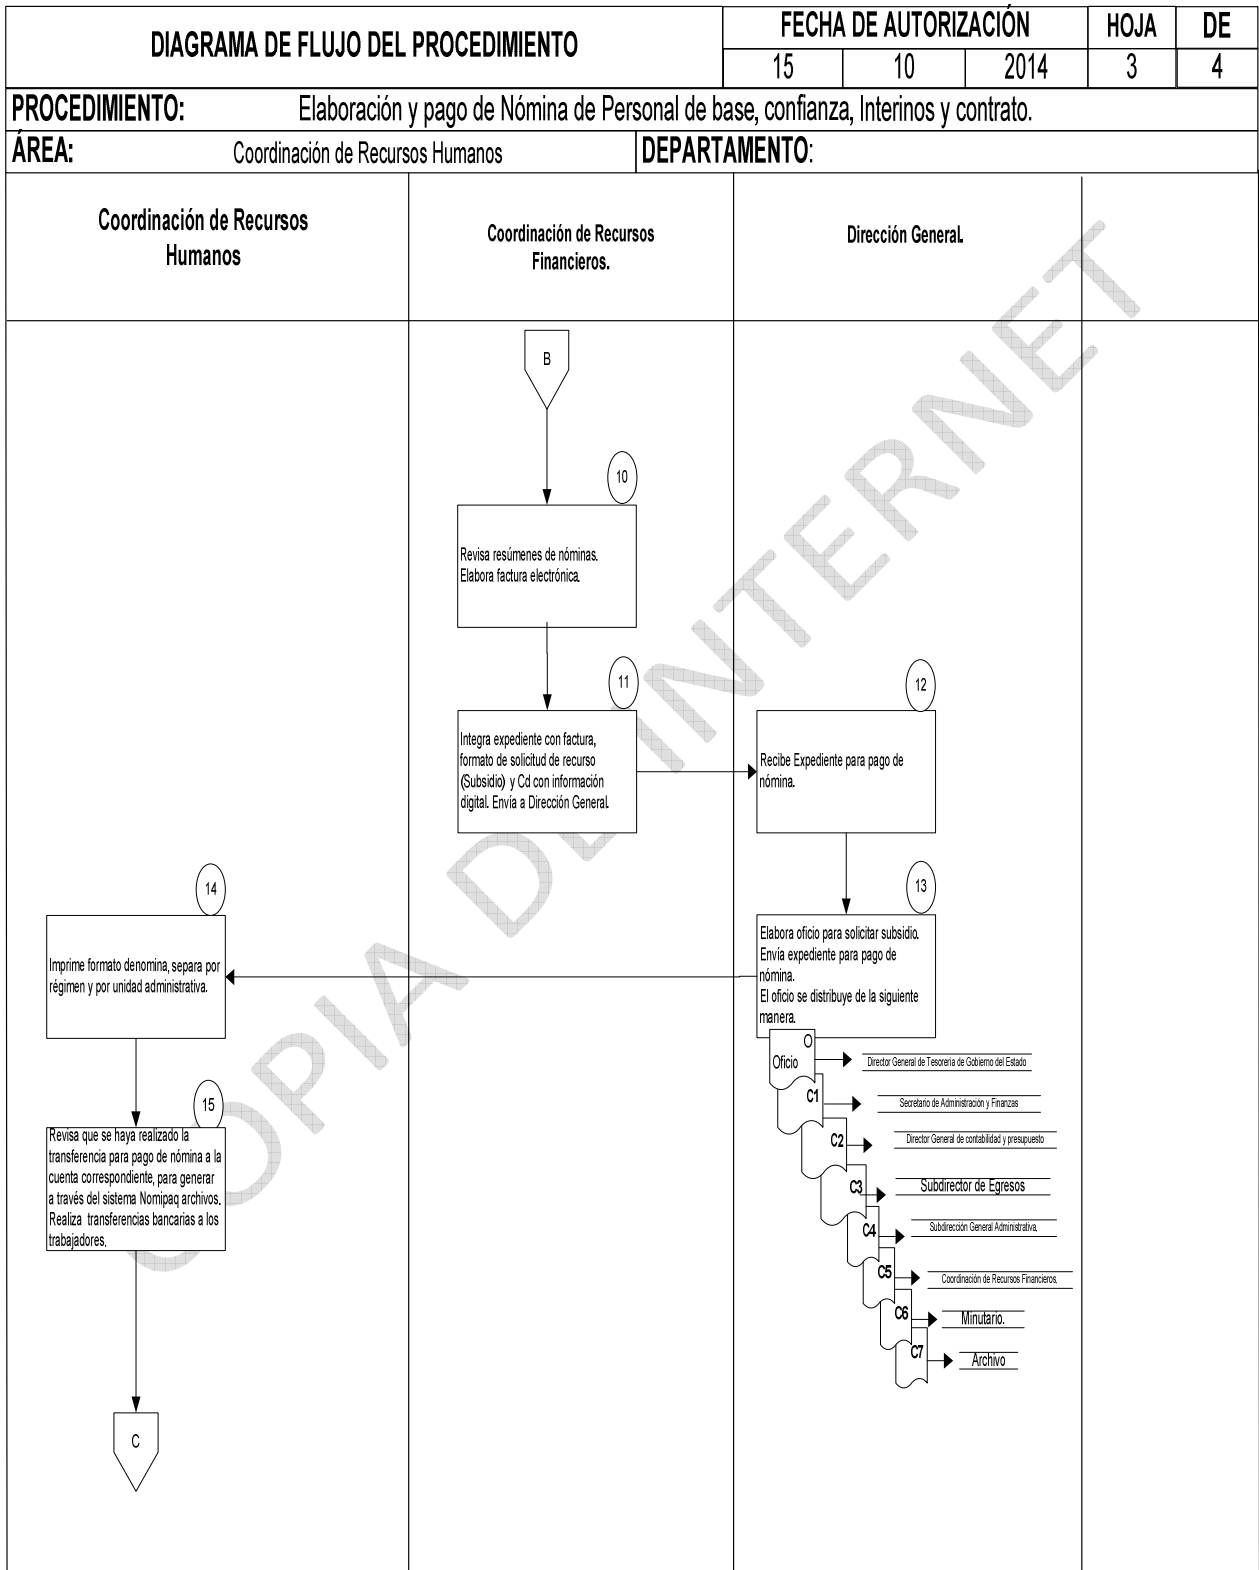 DIAGRAMA DE FLUJO DEL PROCEDIMIENTO
FECHA DE AUTORIZACIÓN
HOJA
DE
15
10
2014
3
4
PROCEDIMIENTO:
Elaboración y pago de Nómina de Personal de base, confianza, Interinos y contrato.
ÁREA:
Coordinación de Recursos Humanos
DEPARTAMENTO:
Coordinación de Recursos
Humanos
Coordinación de Recursos
Financieros.
Dirección General.
B
10
Revisa resúmenes de nóminas.
Elabora factura electrónica.
11
Integra expediente con factura,
formato de solicitud de recurso
(Subsidio) y Cd con información
digital. Envía a Dirección General.
12
Recibe Expediente para pago de
nómina.
13
Elabora oficio para solicitar subsidio.
Envía expediente para pago de
nómina.
El oficio se distribuye de la siguiente
manera.
14
Imprime formato denomina, separa por
régimen y por unidad administrativa.
15
Revisa que se haya realizado la
transferencia para pago de nómina a la
cuenta correspondiente, para generar
a través del sistema Nomipaq archivos.
Realiza transferencias bancarias a los
trabajadores.
C
O
Oficio
Director General de Tesorería de Gobierno del Estado
C1
Secretario de Administración y Finanzas
C2
Director General de contabilidad y presupuesto
C3
Subdirector de Egresos
C4
Subdirección General Administrativa.
C5
Coordinación de Recursos Financieros.
C6
Minutario.
C7
Archivo
COPIA DE INTERNET